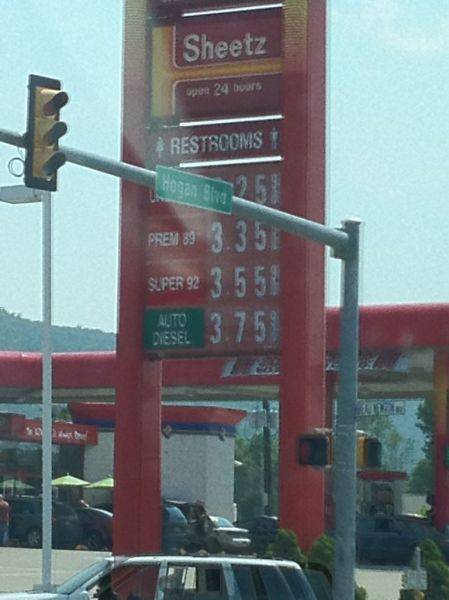 Sheetz
open 24 hours
RESTROOMS
Hogan Blvd
25
PREM 89 3.35
SUPER 92 3.55
AUTO DIESEL 3.75